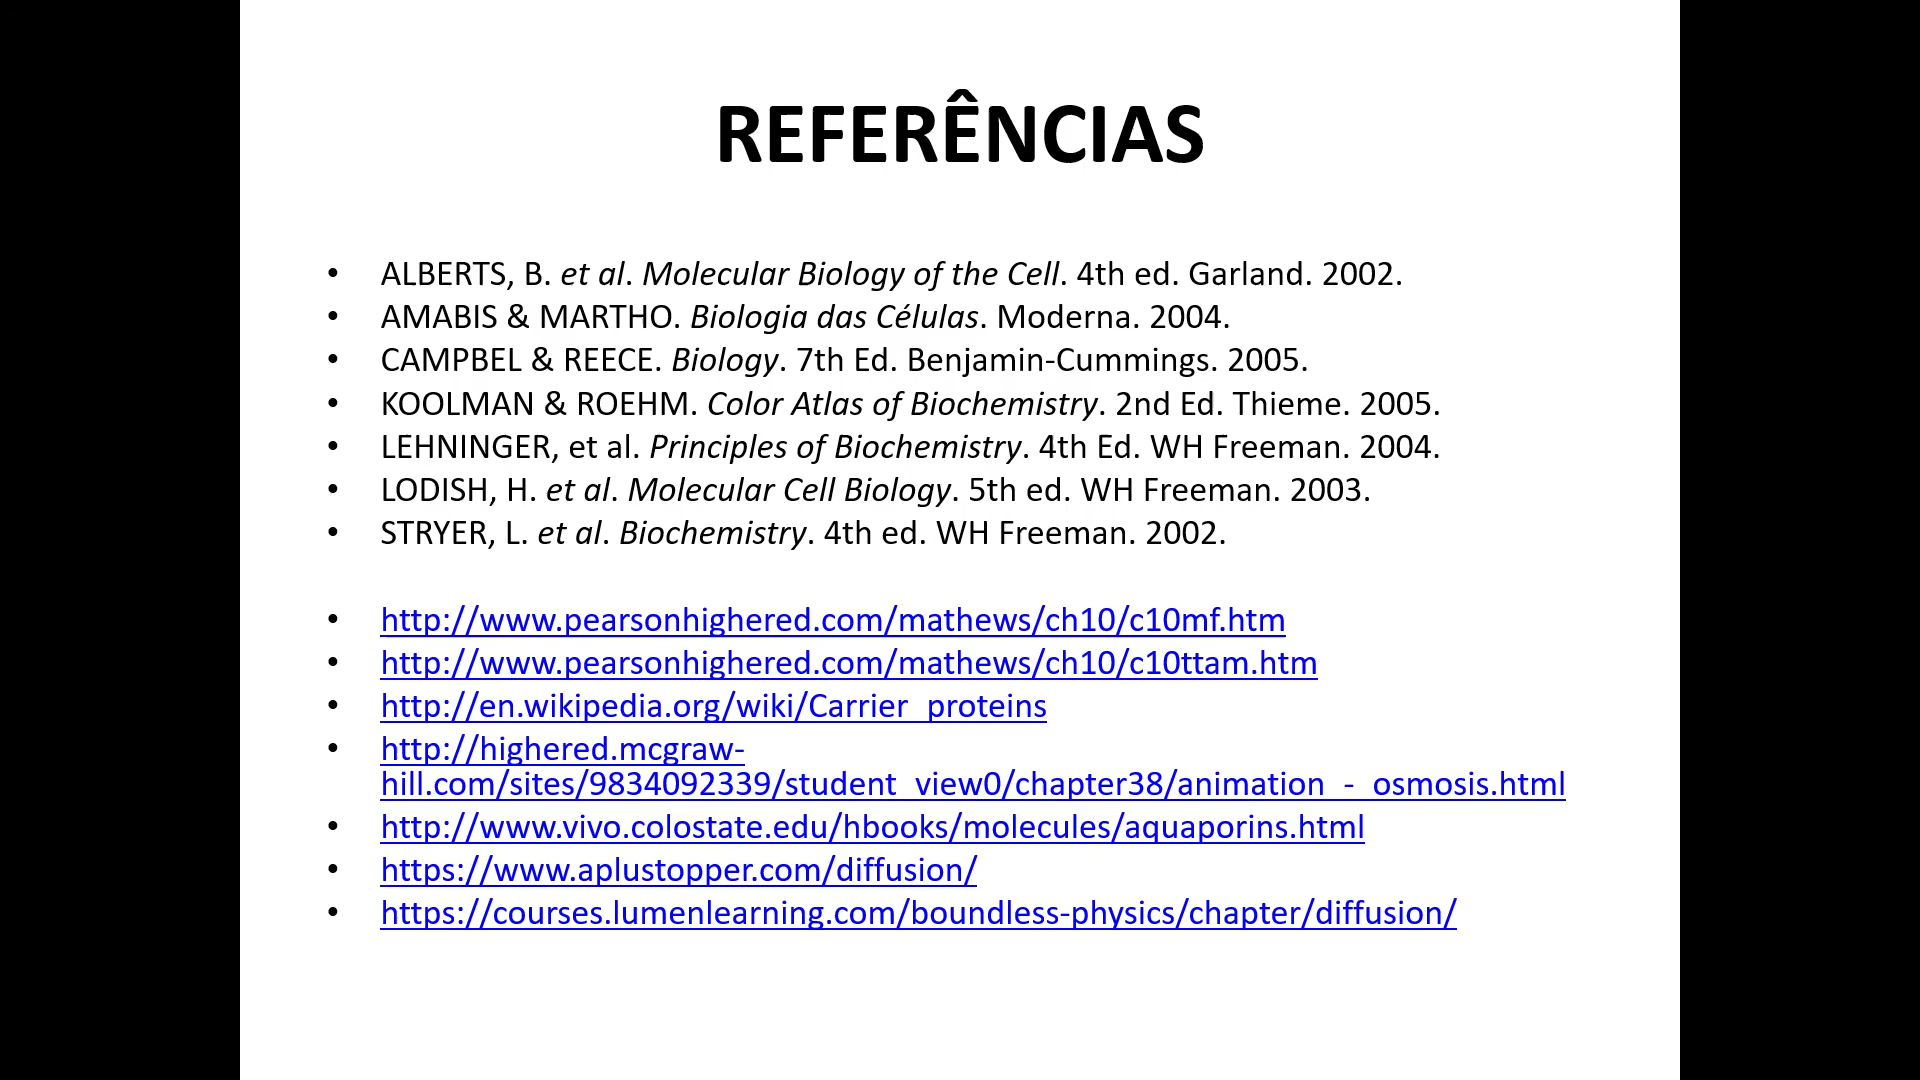 REFERÊNCIAS
• ALBERTS, B. et al. Molecular Biology of the Cell. 4th ed. Garland. 2002.
• AMABIS & MARTHO. Biologia das Células. Moderna. 2004.
• CAMPBEL & REECE. Biology. 7th Ed. Benjamin-Cummings. 2005.
• KOOLMAN & ROEHM. Color Atlas of Biochemistry. 2nd Ed. Thieme. 2005.
• LEHNINGER, et al. Principles of Biochemistry. 4th Ed. WH Freeman. 2004.
• LODISH, H. et al. Molecular Cell Biology. 5th ed. WH Freeman. 2003.
• STRYER, L. et al. Biochemistry. 4th ed. WH Freeman. 2002.
• http://www.pearsonhighered.com/mathews/ch10/c10mf.htm
• http://www.pearsonhighered.com/mathews/ch10/c10ttam.htm
• http://en.wikipedia.org/wiki/Carrier_proteins
• http://highered.mcgraw-
hill.com/sites/9834092339/student_view0/chapter38/animation_-_osmosis.html
• http://www.vivo.colostate.edu/hbooks/molecules/aquaporins.html
• https://www.aplustopper.com/diffusion/
• https://courses.lumenlearning.com/boundless-physics/chapter/diffusion/